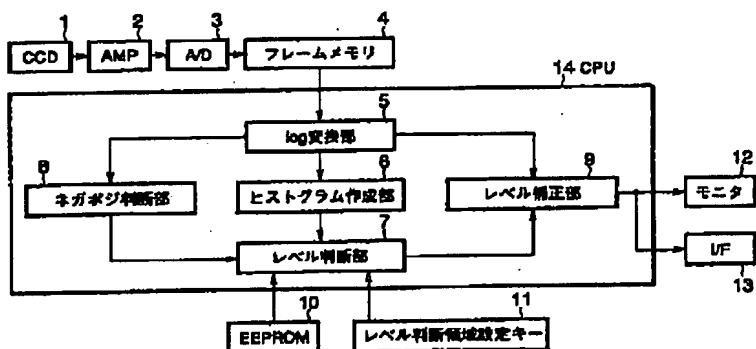 1 2 3 4
CCD AMP A/D フレームメモリ
14 CPU
5
log変換部
8 6 9 12
ネガポジ判断部 ヒストグラム作成部 レベル補正部 モニタ
7
レベル判断部 I/F
13
10 11
EEPROM レベル判断領域設定キー